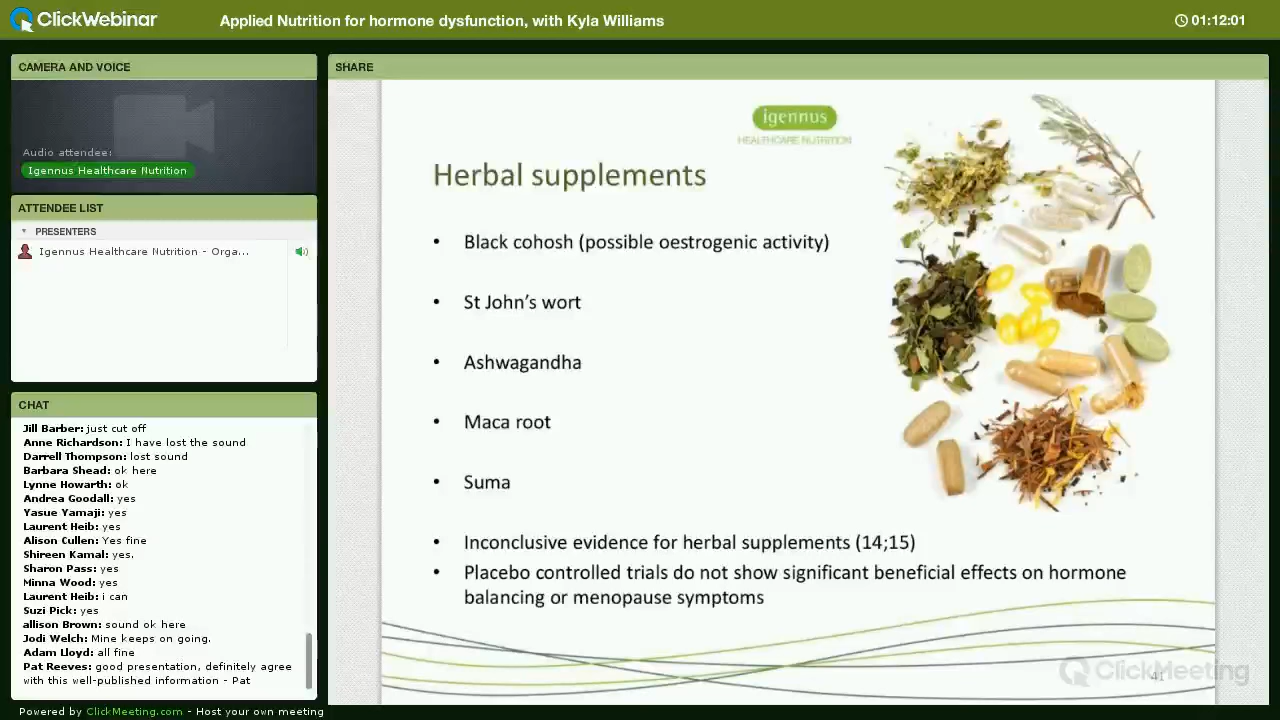 ClickWebinar
Applied Nutrition for hormone dysfunction, with Kyla Williams
01:12:01
CAMERA AND VOICE
Audio attendee:
Igennus Healthcare Nutrition
ATTENDEE LIST
PRESENTERS
Igennus Healthcare Nutrition - Orga...
CHAT
Jill Barber: just cut off
Anne Richardson: I have lost the sound
Darrell Thompson: lost sound
Barbara Shead: ok here
Lynne Howarth: ok
Andrea Goodall: yes
Yasue Yamaji: yes
Laurent Heib: yes
Alison Cullen: Yes fine
Shireen Kamal: yes.
Sharon Pass: yes
Minna Wood: yes
Laurent Heib: i can
Suzi Pick: yes
allison Brown: sound ok here
Jodi Welch: Mine keeps on going.
Adam Lloyd: all fine
Pat Reeves: good presentation, definitely agree
with this well-published information - Pat
SHARE
igennus
HEALTHCARE NUTRITION
Herbal supplements
• Black cohosh (possible oestrogenic activity)
• St John's wort
• Ashwagandha
• Maca root
• Suma
• Inconclusive evidence for herbal supplements (14;15)
• Placebo controlled trials do not show significant beneficial effects on hormone
balancing or menopause symptoms
ClickMeeting
41
Powered by ClickMeeting.com - Host your own meeting